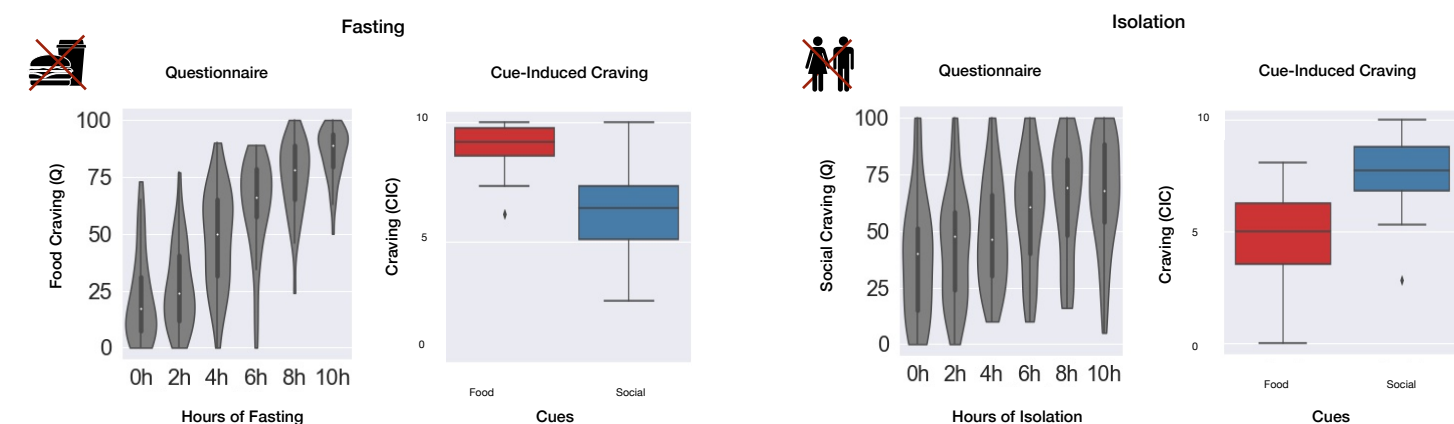 Fasting
Questionnaire
Cue-Induced Craving
Food Craving (Q)
100
75
50
25
0
0h 2h 4h 6h 8h 10h
Hours of Fasting
Craving (CIC)
10
5
0
Food Social
Cues
Isolation
Questionnaire
Cue-Induced Craving
Social Craving (Q)
100
75
50
25
0
0h 2h 4h 6h 8h 10h
Hours of Isolation
Craving (CIC)
10
5
0
Food Social
Cues